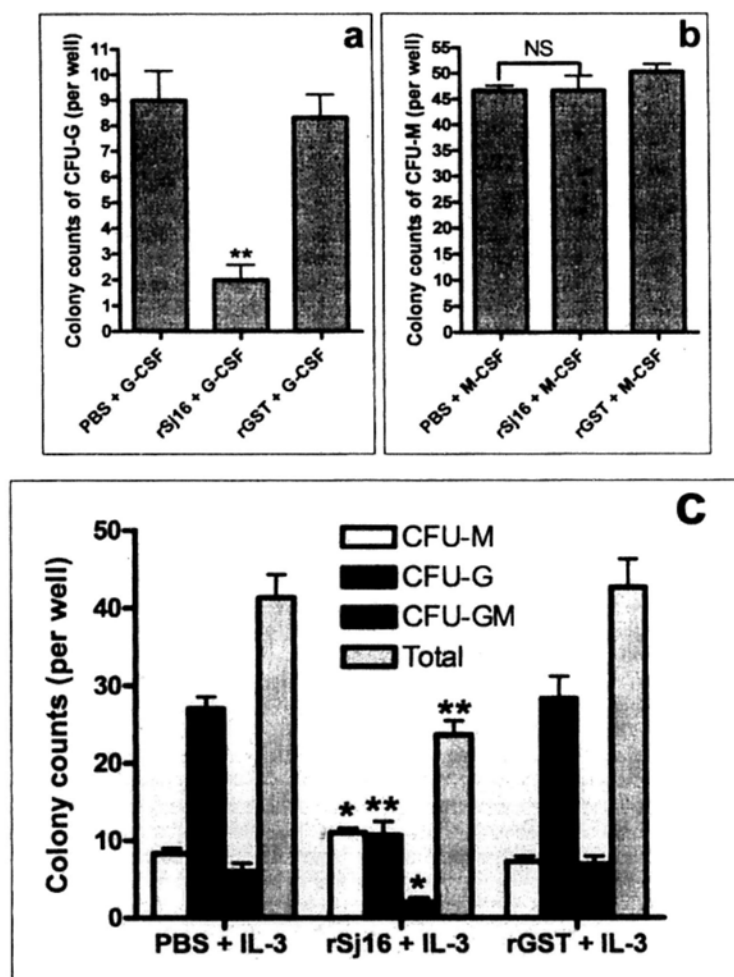 a
Colony counts of CFU-G (per well)
10
9
8
7
6
5
4
3
2
1
0
**
PBS + G-CSF
rSj16 + G-CSF
rGST + G-CSF
b
Colony counts of CFU-M (per well)
55
50
45
40
35
30
25
20
15
10
5
0
NS
PBS + M-CSF
rSj16 + M-CSF
rGST + M-CSF
c
Colony counts (per well)
50
40
30
20
10
0
CFU-M
CFU-G
CFU-GM
Total
* ** * **
PBS + IL-3
rSj16 + IL-3
rGST + IL-3